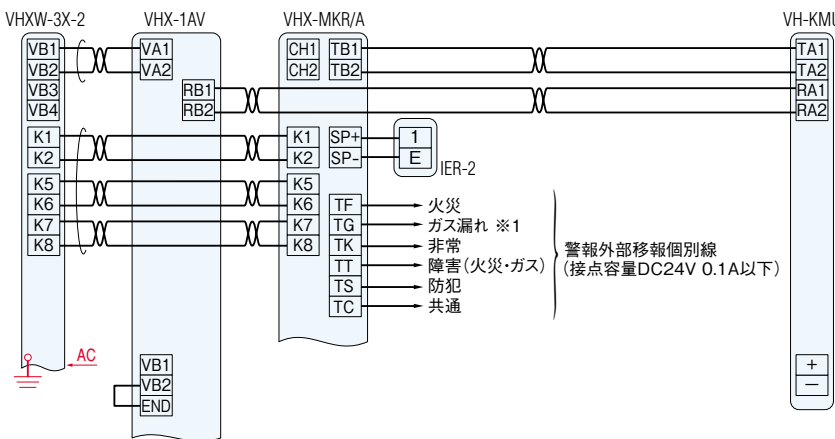 VHXW-3X-2
VHX-1AV
VHX-MKR/A
VH-KMU
VB1
VB2
VB3
VB4
K1
K2
K5
K6
K7
K8
AC
VA1
VA2
RB1
RB2
VB1
VB2
END
CH1
CH2
K1
K2
K5
K6
K7
K8
TB1
TB2
SP+
SP-
1
E
IER-2
TF
TG
TK
TT
TS
TC
火災
ガス漏れ ※1
非常
障害(火災・ガス)
防犯
共通
警報外部移報個別線
(接点容量DC24V 0.1A以下)
TA1
TA2
RA1
RA2
+
−